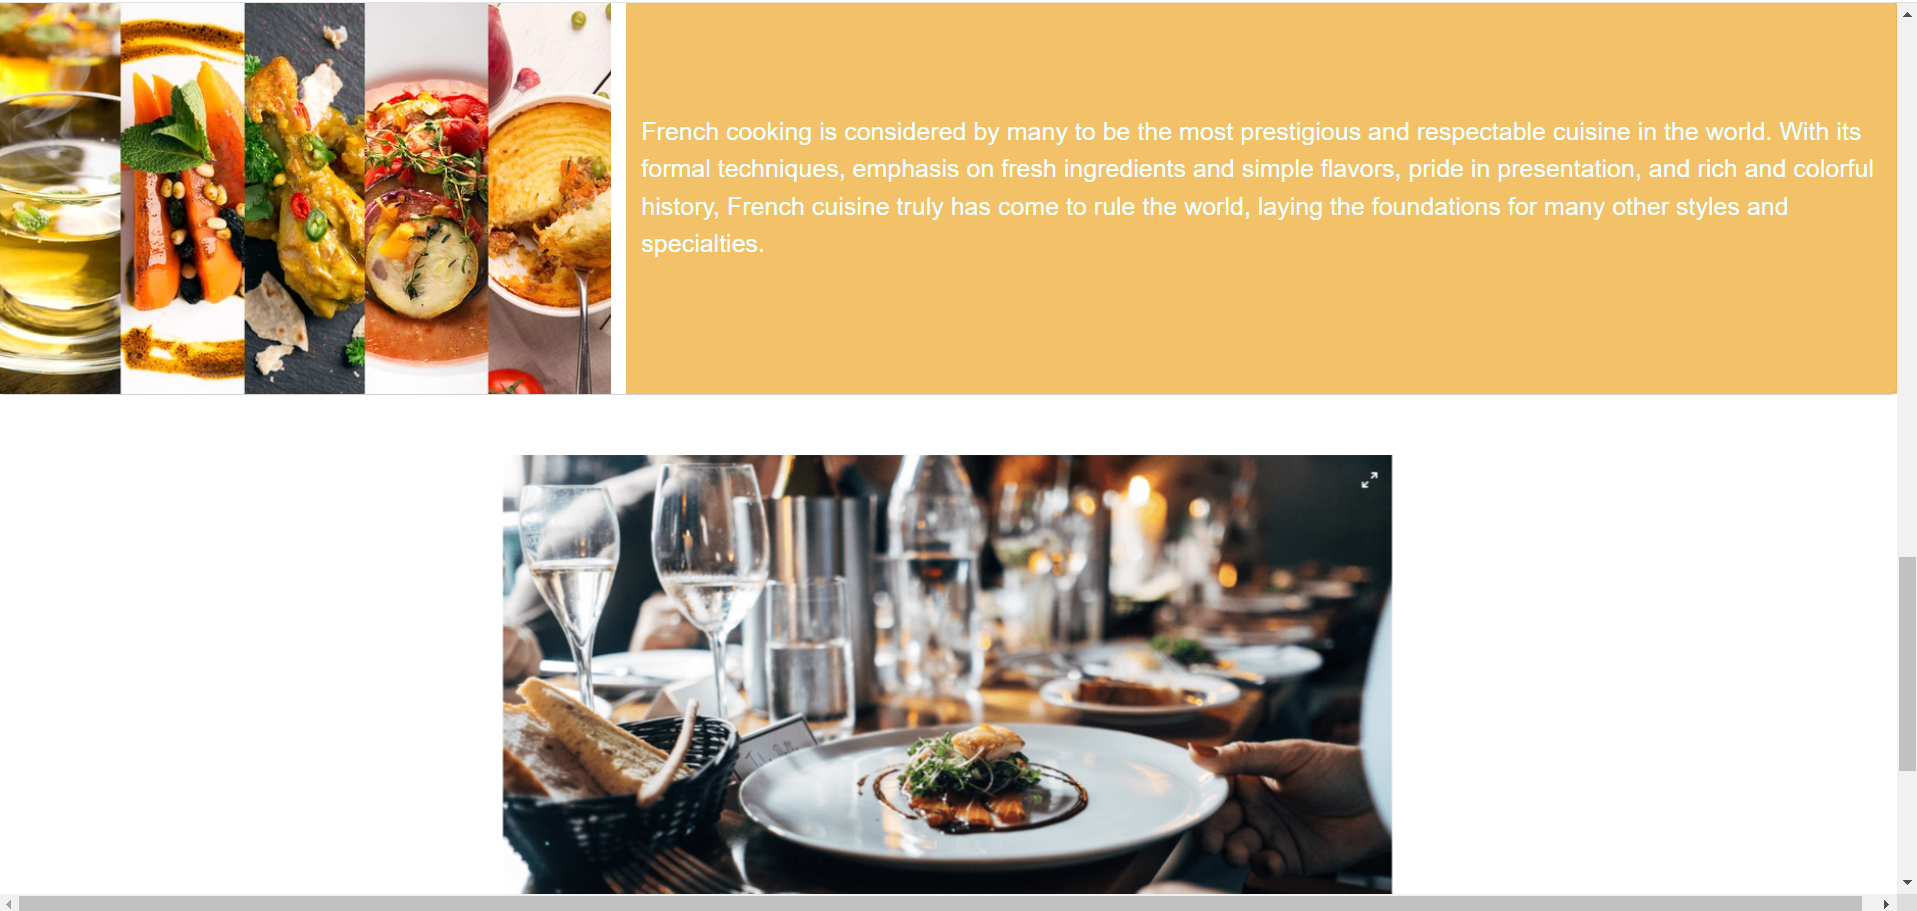 French cooking is considered by many to be the most prestigious and respectable cuisine in the world. With its
formal techniques, emphasis on fresh ingredients and simple flavors, pride in presentation, and rich and colorful
history, French cuisine truly has come to rule the world, laying the foundations for many other styles and
specialties.